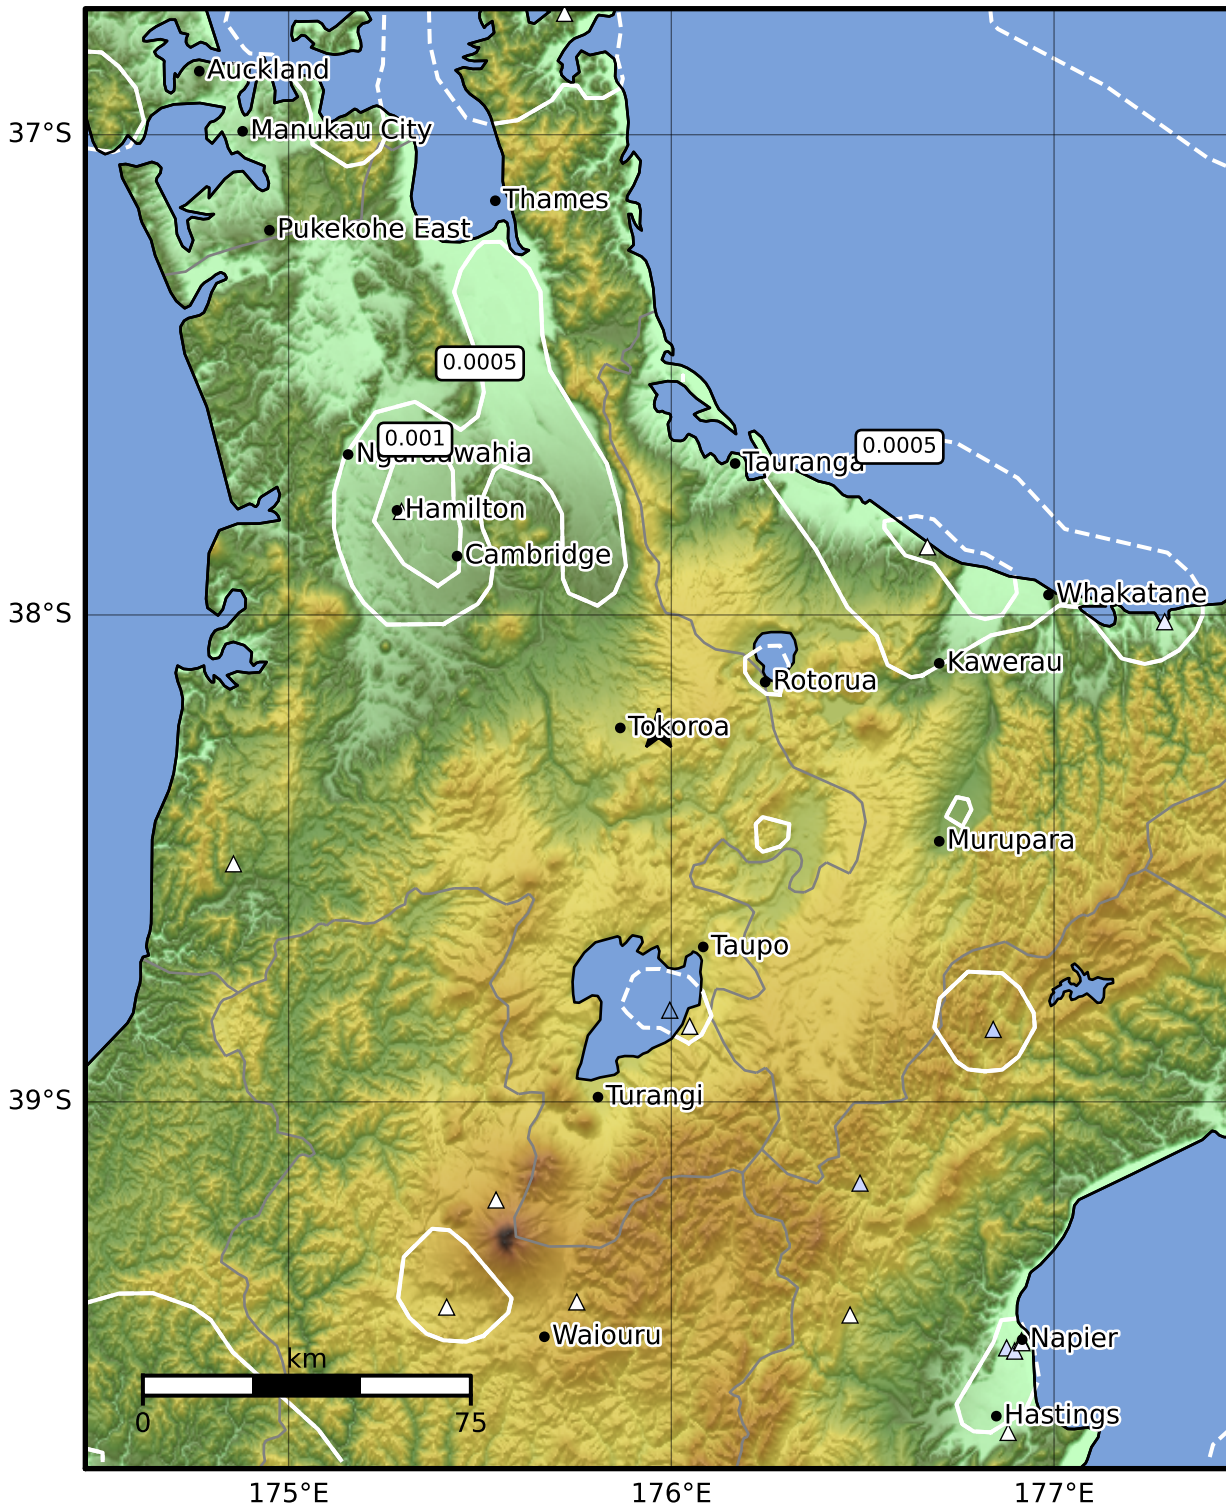 Auckland
37°S
Manukau City
Thames
Pukekohe East
0.0005
0.001
0.0005
Ngaruawahia
Tauranga
Hamilton
Cambridge
Whakatane
38°S
Kawerau
Rotorua
Tokoroa
Murupara
Taupo
39°S
Turangi
Waiouru
Napier
km
0
75
Hastings
175°E
176°E
177°E